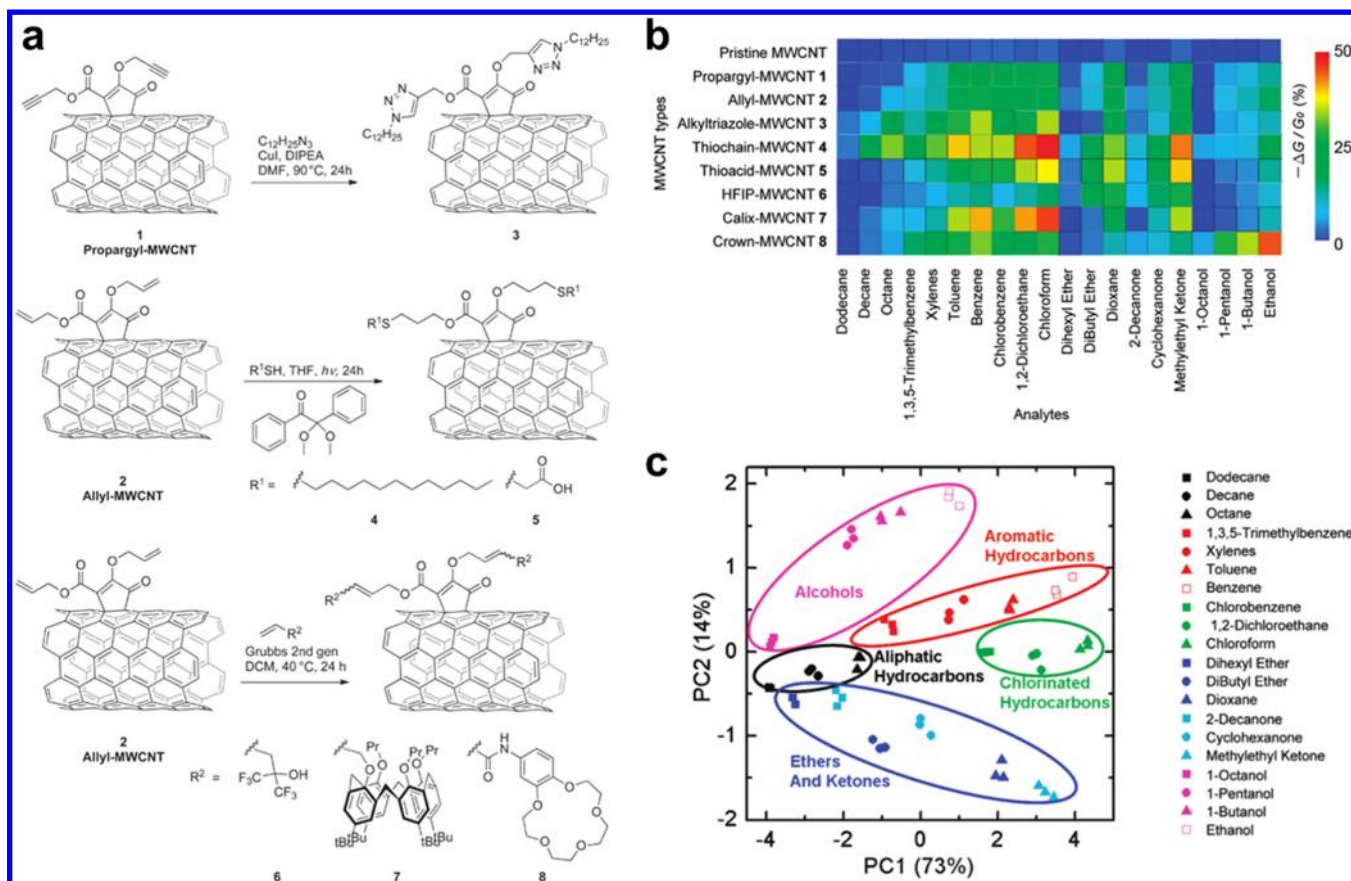 a
O
O
O
O
C12H25N3
CuI, DIPEA
DMF, 90 °C, 24h
C12H25
N
N
N
O
O
O
O
N
N
N
C12H25
1
Propargyl-MWCNT
3
O
O
O
O
R1SH, THF, hν, 24h
O
O
O
SR1
O
O
O
R1S
O
2
Allyl-MWCNT
R1 =
O
OH
4
5
O
O
O
O
R2
Grubbs 2nd gen
DCM, 40 °C, 24 h
R2
O
O
O
R2
O
2
Allyl-MWCNT
R2 =
F3C
OH
CF3
Pr
O
O
Pr
Pr
O
O
tBu
tBu
tBu
tBu
H
N
O
O
O
O
O
O
6
7
8
b
MWCNT types
Pristine MWCNT
Propargyl-MWCNT 1
Allyl-MWCNT 2
Alkyltriazole-MWCNT 3
Thiochain-MWCNT 4
Thioacid-MWCNT 5
HFIP-MWCNT 6
Calix-MWCNT 7
Crown-MWCNT 8
50
0
— ΔG / G0 (%)
Dodecane
Decane
Octane
1,3,5-Trimethylbenzene
Xylenes
Toluene
Benzene
Chlorobenzene
1,2-Dichloroethane
Chloroform
Dihexyl Ether
DiButyl Ether
Dioxane
2-Decanone
Cyclohexanone
Methylethyl Ketone
1-Octanol
1-Pentanol
1-Butanol
Ethanol
Analytes
c
PC2 (14%)
2
1
0
-1
-2
-4
-2
0
2
4
PC1 (73%)
Alcohols
Aromatic
Hydrocarbons
Aliphatic
Hydrocarbons
Chlorinated
Hydrocarbons
Ethers
And Ketones
Dodecane
Decane
Octane
1,3,5-Trimethylbenzene
Xylenes
Toluene
Benzene
Chlorobenzene
1,2-Dichloroethane
Chloroform
Dihexyl Ether
DiButyl Ether
Dioxane
2-Decanone
Cyclohexanone
Methylethyl Ketone
1-Octanol
1-Pentanol
1-Butanol
Ethanol